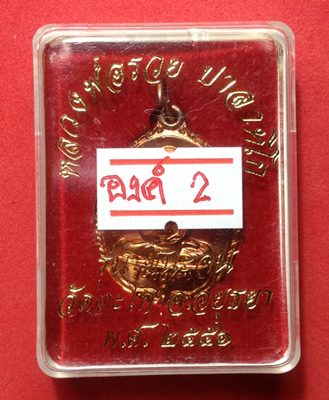 หลวงพ่อรวย ปาสาทิโก
องค์ 2
วัดตะโก อยุธยา
พ.ศ. ๒๕๕๑